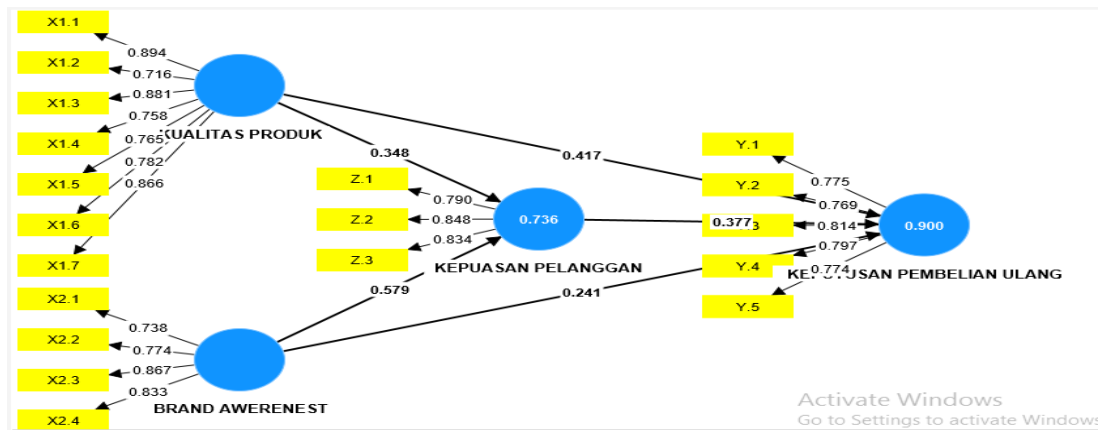 X1.1
X1.2
X1.3
X1.4
X1.5
X1.6
X1.7
0.894
0.716
0.881
0.758
0.765
0.782
0.866
KUALITAS PRODUK
X2.1
X2.2
X2.3
X2.4
0.738
0.774
0.867
0.833
BRAND AWERENEST
0.348
0.579
Z.1
Z.2
Z.3
0.790
0.848
0.834
0.736
KEPUASAN PELANGGAN
0.417
0.377
0.241
Y.1
Y.2
3
Y.4
Y.5
0.775
0.769
0.814
0.797
0.774
0.900
KEPUTUSAN PEMBELIAN ULANG
Activate Windows
Go to Settings to activate Windows